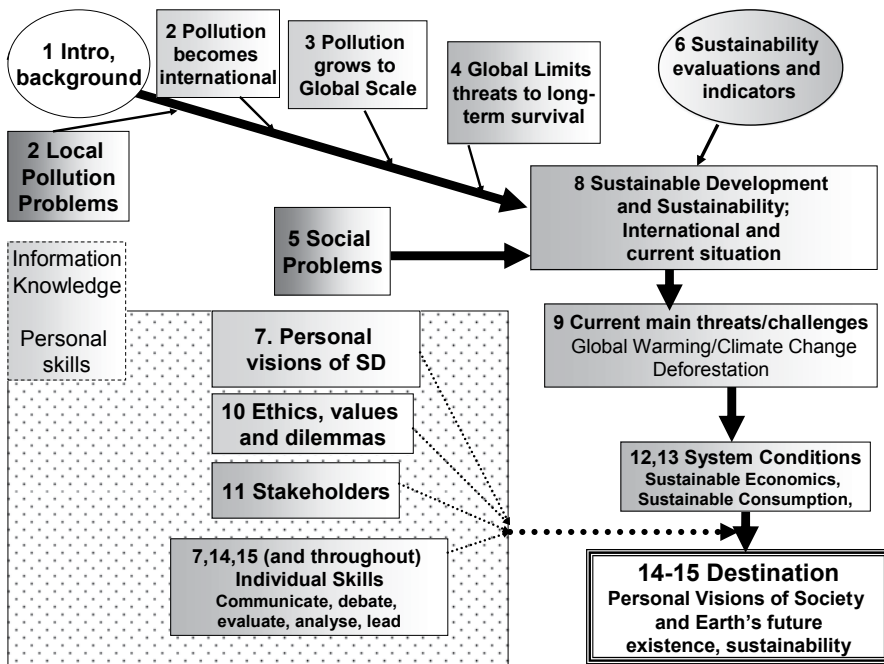 1 Intro,
background
2 Pollution
becomes
international
3 Pollution
grows to
Global Scale
4 Global Limits
threats to long-
term survival
6 Sustainability
evaluations and
indicators
2 Local
Pollution
Problems
5 Social
Problems
8 Sustainable Development
and Sustainability;
International and
current situation
Information
Knowledge
Personal
skills
9 Current main threats/challenges
Global Warming/Climate Change
Deforestation
7. Personal
visions of SD
10 Ethics, values
and dilemmas
11 Stakeholders
12,13 System Conditions
Sustainable Economics,
Sustainable Consumption,
7,14,15 (and throughout)
Individual Skills
Communicate, debate,
evaluate, analyse, lead
14-15 Destination
Personal Visions of Society
and Earth's future
existence, sustainability